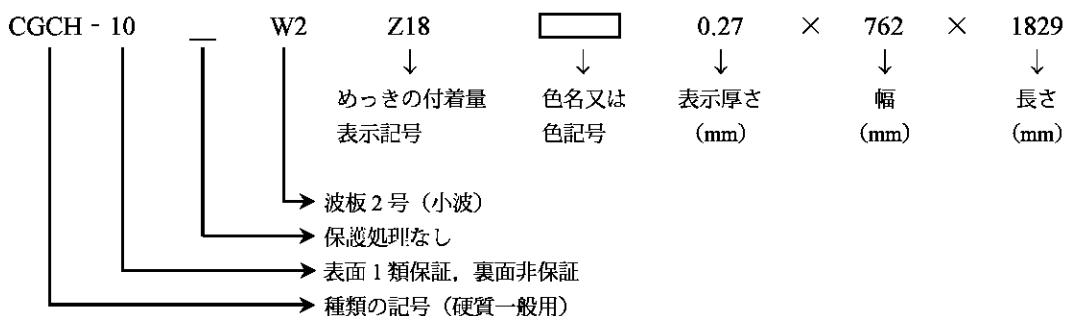 CGCH - 10 _ W2 Z18 0.27 × 762 × 1829
めっきの付着量 色名又は 表示厚さ 幅 長さ
表示記号 色記号 (mm) (mm) (mm)
波板2号（小波）
保護処理なし
表面1類保証，裏面非保証
種類の記号（硬質一般用）